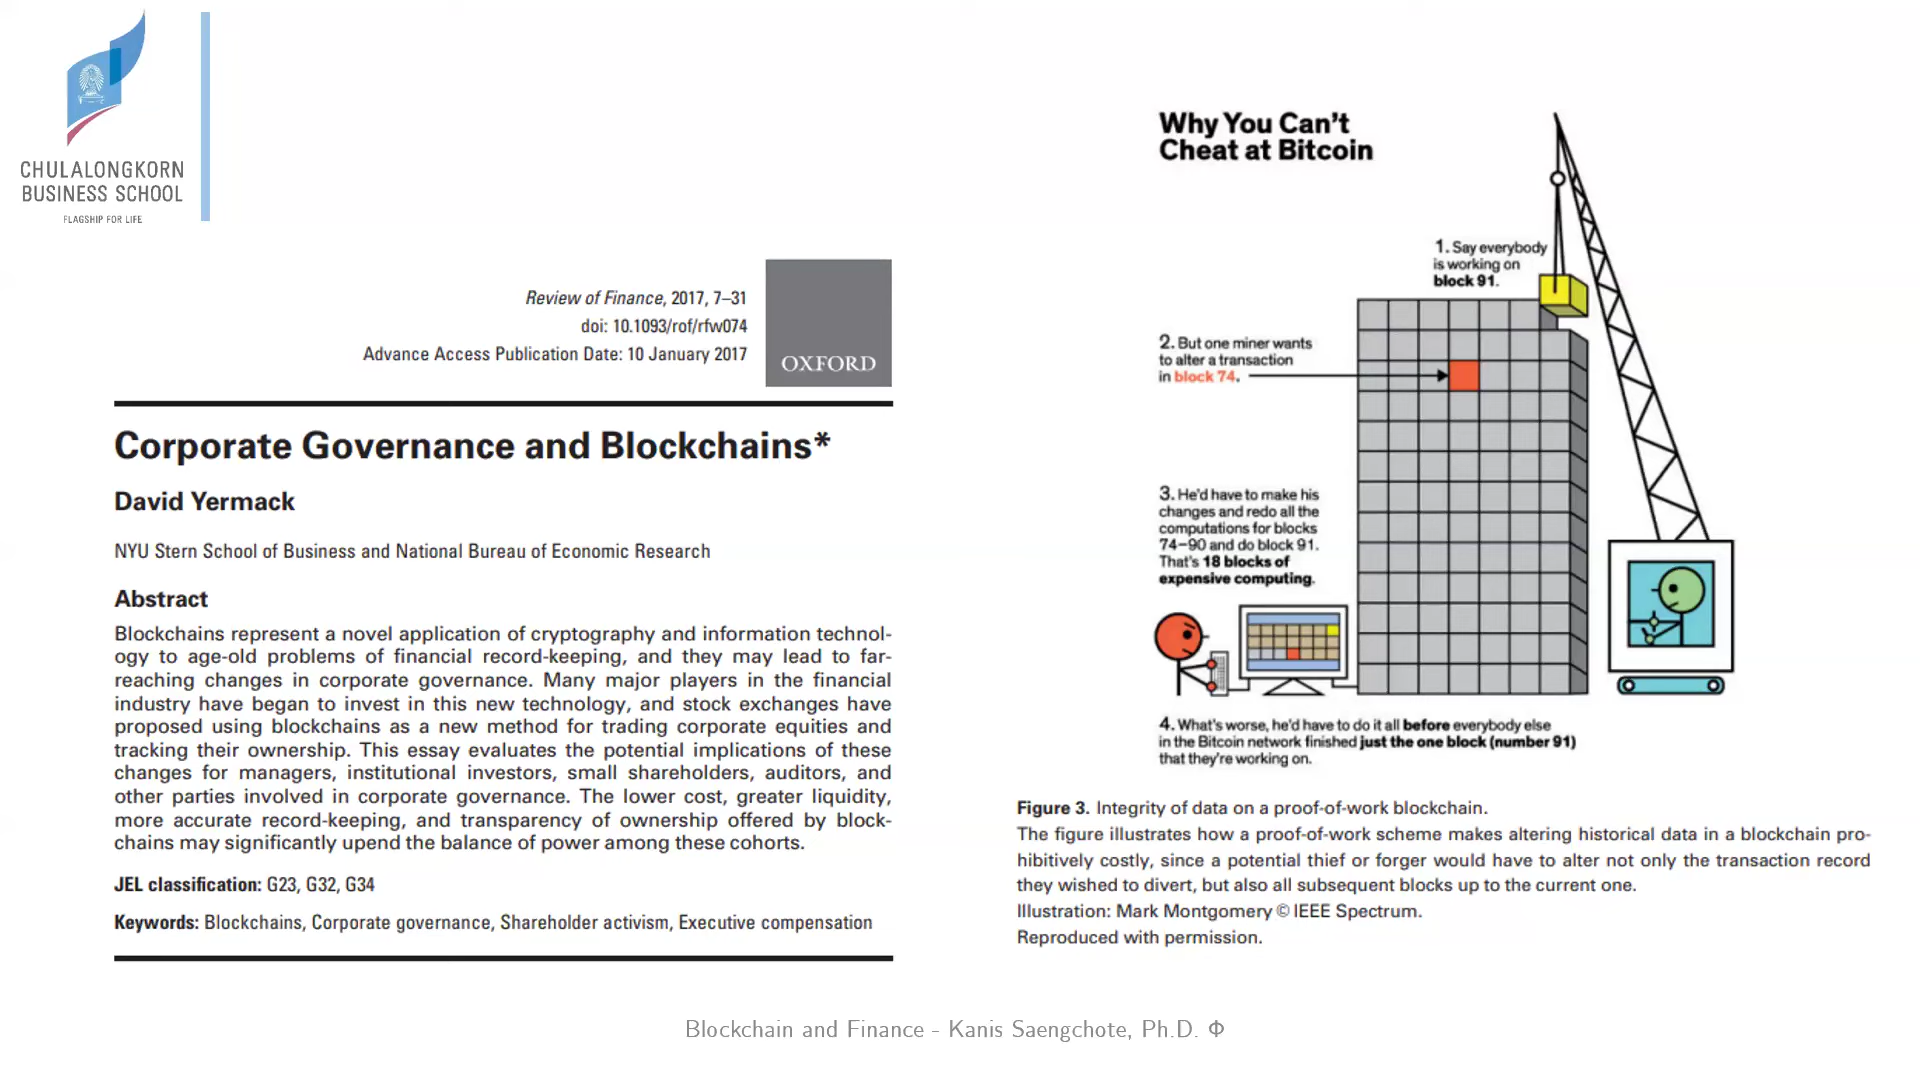 CHULALONGKORN
BUSINESS SCHOOL
FLAGSHIP FOR LIFE
Review of Finance, 2017, 7–31
doi: 10.1093/rof/rfw074
Advance Access Publication Date: 10 January 2017
OXFORD
Corporate Governance and Blockchains*
David Yermack
NYU Stern School of Business and National Bureau of Economic Research
Abstract
Blockchains represent a novel application of cryptography and information technol-
ogy to age-old problems of financial record-keeping, and they may lead to far-
reaching changes in corporate governance. Many major players in the financial
industry have began to invest in this new technology, and stock exchanges have
proposed using blockchains as a new method for trading corporate equities and
tracking their ownership. This essay evaluates the potential implications of these
changes for managers, institutional investors, small shareholders, auditors, and
other parties involved in corporate governance. The lower cost, greater liquidity,
more accurate record-keeping, and transparency of ownership offered by block-
chains may significantly upend the balance of power among these cohorts.
JEL classification: G23, G32, G34
Keywords: Blockchains, Corporate governance, Shareholder activism, Executive compensation
Why You Can't
Cheat at Bitcoin
1. Say everybody
is working on
block 91.
2. But one miner wants
to alter a transaction
in block 74.
3. He'd have to make his
changes and redo all the
computations for blocks
74–90 and do block 91.
That's 18 blocks of
expensive computing.
4. What's worse, he'd have to do it all before everybody else
in the Bitcoin network finished just the one block (number 91)
that they're working on.
Figure 3. Integrity of data on a proof-of-work blockchain.
The figure illustrates how a proof-of-work scheme makes altering historical data in a blockchain pro-
hibitively costly, since a potential thief or forger would have to alter not only the transaction record
they wished to divert, but also all subsequent blocks up to the current one.
Illustration: Mark Montgomery © IEEE Spectrum.
Reproduced with permission.
Blockchain and Finance - Kanis Saengchote, Ph.D. Φ